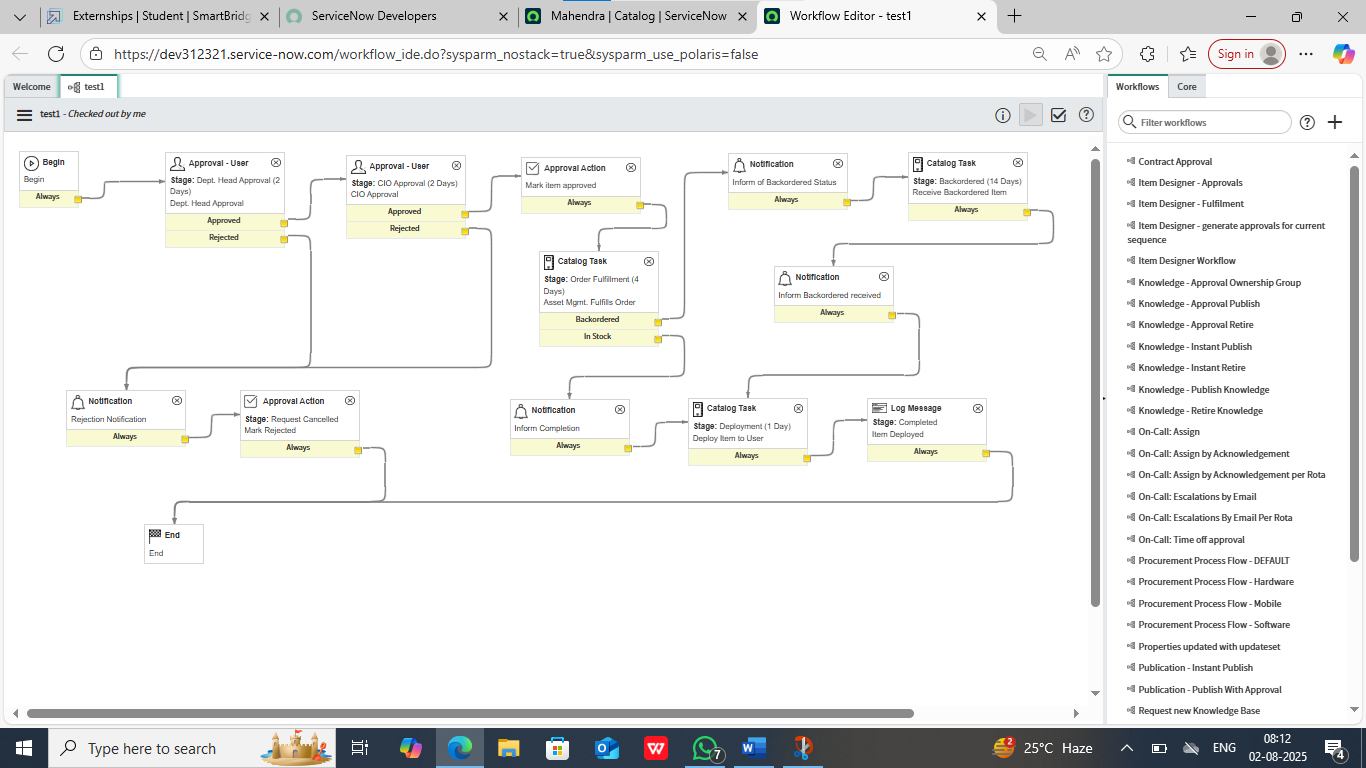 Externships | Student | SmartBridg
ServiceNow Developers
Mahendra | Catalog | ServiceNow
Workflow Editor - test1
https://dev312321.service-now.com/workflow_ide.do?sysparm_nostack=true&sysparm_use_polaris=false
Sign in
Welcome
test1
test1 - Checked out by me
Begin
Begin
Always
Approval - User
Stage: Dept. Head Approval (2
Days)
Dept. Head Approval
Approved
Rejected
Approval - User
Stage: CIO Approval (2 Days)
CIO Approval
Approved
Rejected
Approval Action
Mark item approved
Always
Notification
Inform of Backordered Status
Always
Catalog Task
Stage: Backordered (14 Days)
Receive Backordered Item
Always
Catalog Task
Stage: Order Fulfillment (4
Days)
Asset Mgmt. Fulfills Order
Backordered
In Stock
Notification
Inform Backordered received
Always
Notification
Rejection Notification
Always
Approval Action
Stage: Request Cancelled
Mark Rejected
Always
Notification
Inform Completion
Always
Catalog Task
Stage: Deployment (1 Day)
Deploy Item to User
Always
Log Message
Stage: Completed
Item Deployed
Always
End
End
Workflows
Core
Filter workflows
Contract Approval
Item Designer - Approvals
Item Designer - Fulfilment
Item Designer - generate approvals for current
sequence
Item Designer Workflow
Knowledge - Approval Ownership Group
Knowledge - Approval Publish
Knowledge - Approval Retire
Knowledge - Instant Publish
Knowledge - Instant Retire
Knowledge - Publish Knowledge
Knowledge - Retire Knowledge
On-Call: Assign
On-Call: Assign by Acknowledgement
On-Call: Assign by Acknowledgement per Rota
On-Call: Escalations by Email
On-Call: Escalations By Email Per Rota
On-Call: Time off approval
Procurement Process Flow - DEFAULT
Procurement Process Flow - Hardware
Procurement Process Flow - Mobile
Procurement Process Flow - Software
Properties updated with updateset
Publication - Instant Publish
Publication - Publish With Approval
Request new Knowledge Base
Type here to search
7
2
25°C Haze
ENG
08:12
02-08-2025
4